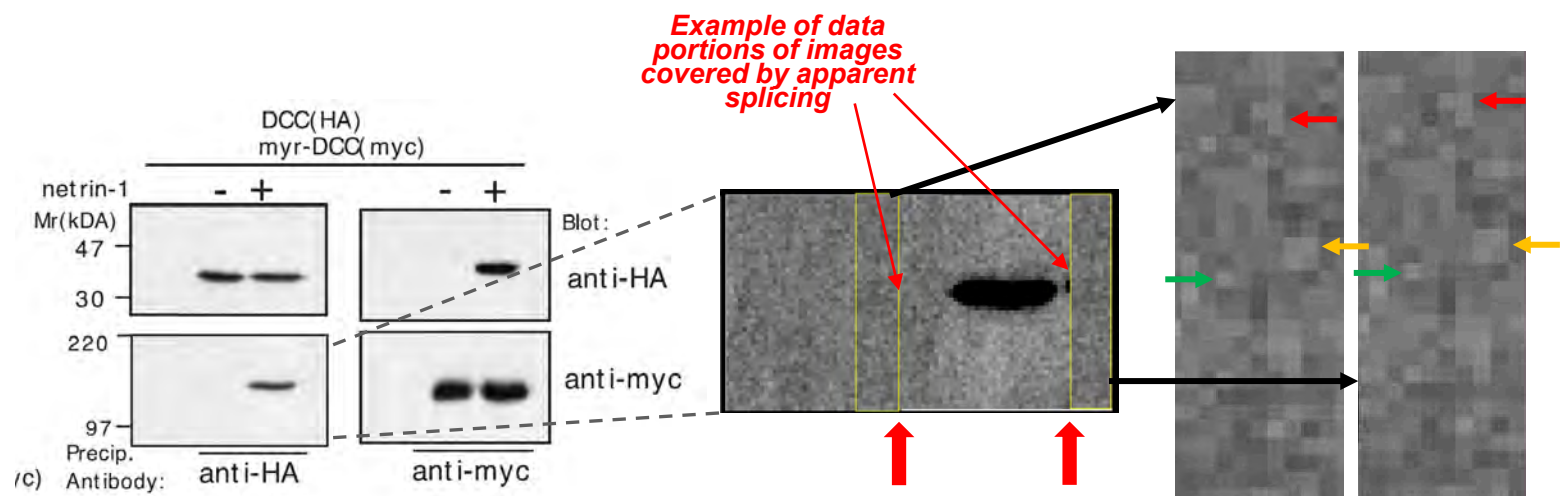 Example of data
portions of images
covered by apparent
splicing
DCC(HA)
myr-DCC(myc)
netrin-1 - + - +
Mr(kDA)
Blot:
47
anti-HA
30
220
anti-myc
97
Precip.
/c) Antibody: anti-HA anti-myc